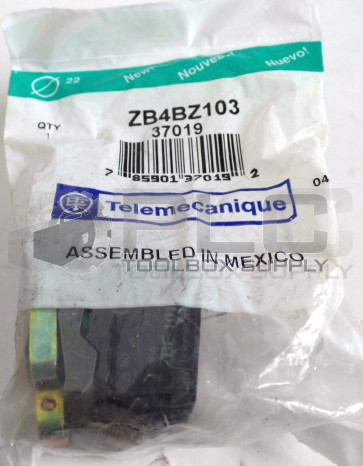 22 New! Nouveau! Nuevo!
ZB4BZ103
QTY 37019
1
7 85901 37019 2
04
Telemecanique
ASSEMBLED IN MEXICO
TOOLBOX SUPPLY
NO